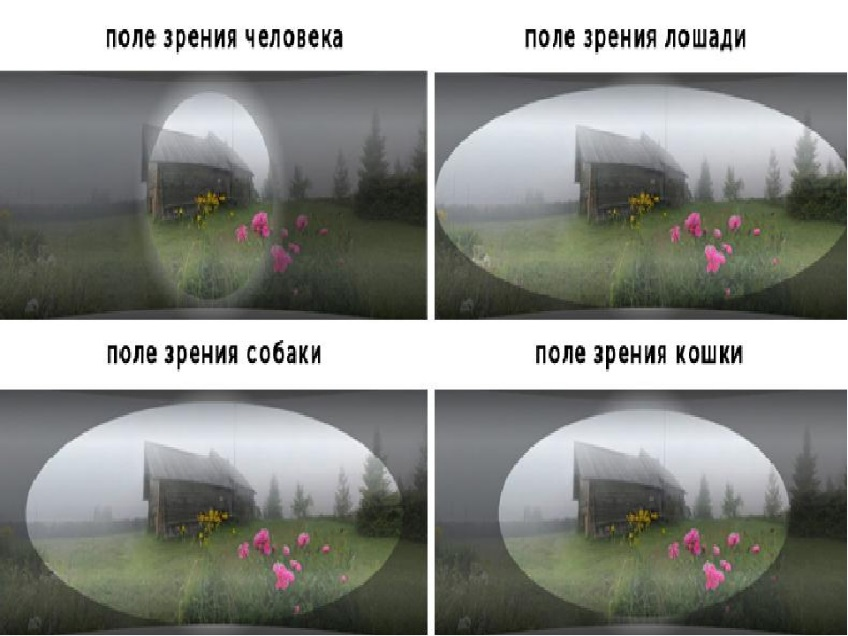 поле зрения человека
поле зрения лошади
поле зрения собаки
поле зрения кошки